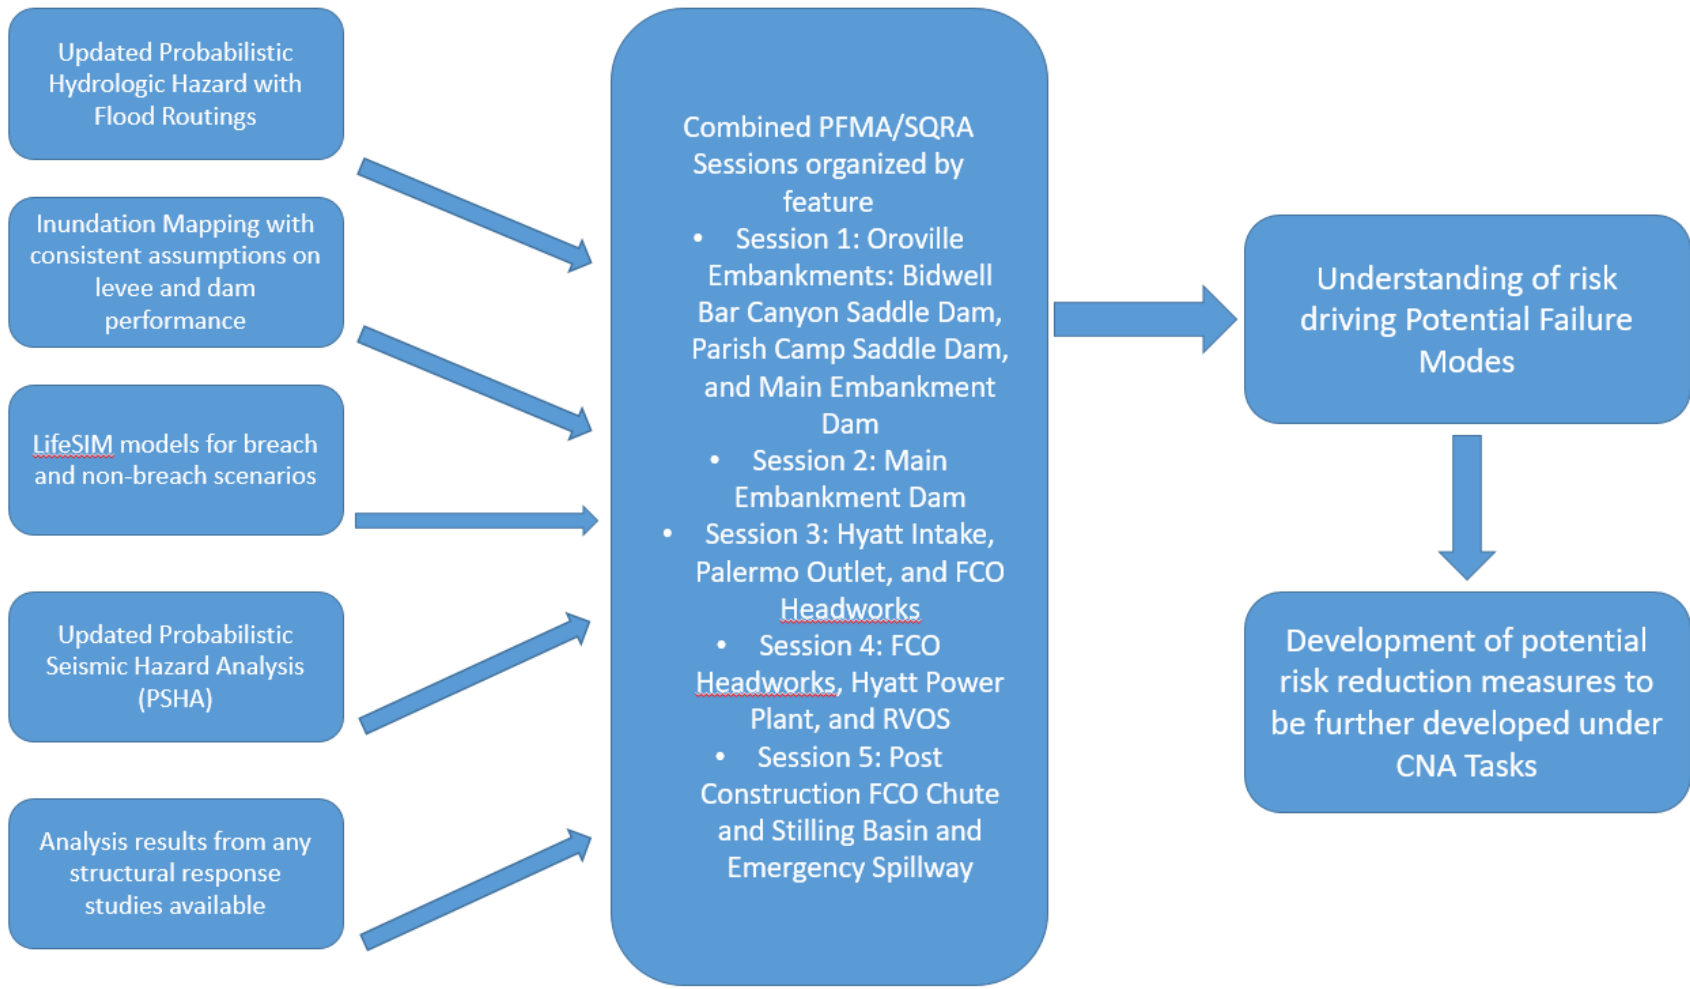 Updated Probabilistic
Hydrologic Hazard with
Flood Routings
Inundation Mapping with
consistent assumptions on
levee and dam
performance
LifeSIM models for breach
and non-breach scenarios
Updated Probabilistic
Seismic Hazard Analysis
(PSHA)
Analysis results from any
structural response
studies available
Combined PFMA/SQRA
Sessions organized by
feature
• Session 1: Oroville
Embankments: Bidwell
Bar Canyon Saddle Dam,
Parish Camp Saddle Dam,
and Main Embankment
Dam
• Session 2: Main
Embankment Dam
• Session 3: Hyatt Intake,
Palermo Outlet, and FCO
Headworks
• Session 4: FCO
Headworks, Hyatt Power
Plant, and RVOS
• Session 5: Post
Construction FCO Chute
and Stilling Basin and
Emergency Spillway
Understanding of risk
driving Potential Failure
Modes
Development of potential
risk reduction measures to
be further developed under
CNA Tasks